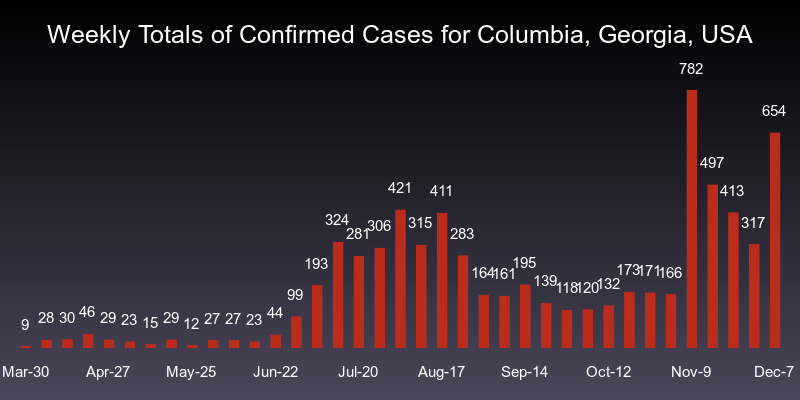 Weekly Totals of Confirmed Cases for Columbia, Georgia, USA
9 28 30 46 29 23 15 29 12 27 27 23 44 99 193 324 281 306 421 315 411 283 164 161 195 139 118 120 132 173 171 166 782 497 413 317 654
Mar-30 Apr-27 May-25 Jun-22 Jul-20 Aug-17 Sep-14 Oct-12 Nov-9 Dec-7